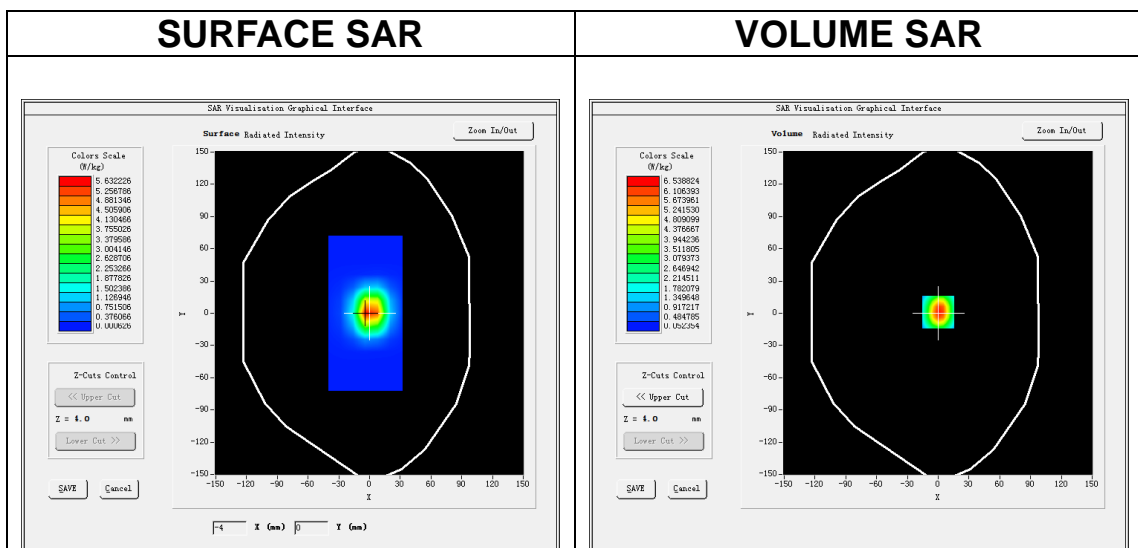 SURFACE SAR
VOLUME SAR
SAR Visualisation Graphical Interface
Surface Radiated Intensity
Zoom In/Out
Colors Scale
(W/kg)
5.632226
5.256786
4.881346
4.505906
4.130466
3.755026
3.379586
3.004146
2.628706
2.253266
1.877826
1.502386
1.126946
0.751506
0.376066
0.000626
Z-Cuts Control
<< Upper Cut
Z = 4.0 mm
Lower Cut >>
SAVE Cancel
150
120
90
60
30
0
-30
-60
-90
-120
-150
Y
-150 -120 -90 -60 -30 0 30 60 90 120 150
X
-4 X (mm) 0 Y (mm)
SAR Visualisation Graphical Interface
Volume Radiated Intensity
Zoom In/Out
Colors Scale
(W/kg)
6.538824
6.106393
5.673961
5.241530
4.809099
4.376667
3.944236
3.511805
3.079373
2.646942
2.214511
1.782079
1.349648
0.917217
0.484785
0.052354
Z-Cuts Control
<< Upper Cut
Z = 4.0 mm
Lower Cut >>
SAVE Cancel
150
120
90
60
30
0
-30
-60
-90
-120
-150
Y
-150 -120 -90 -60 -30 0 30 60 90 120 150
X